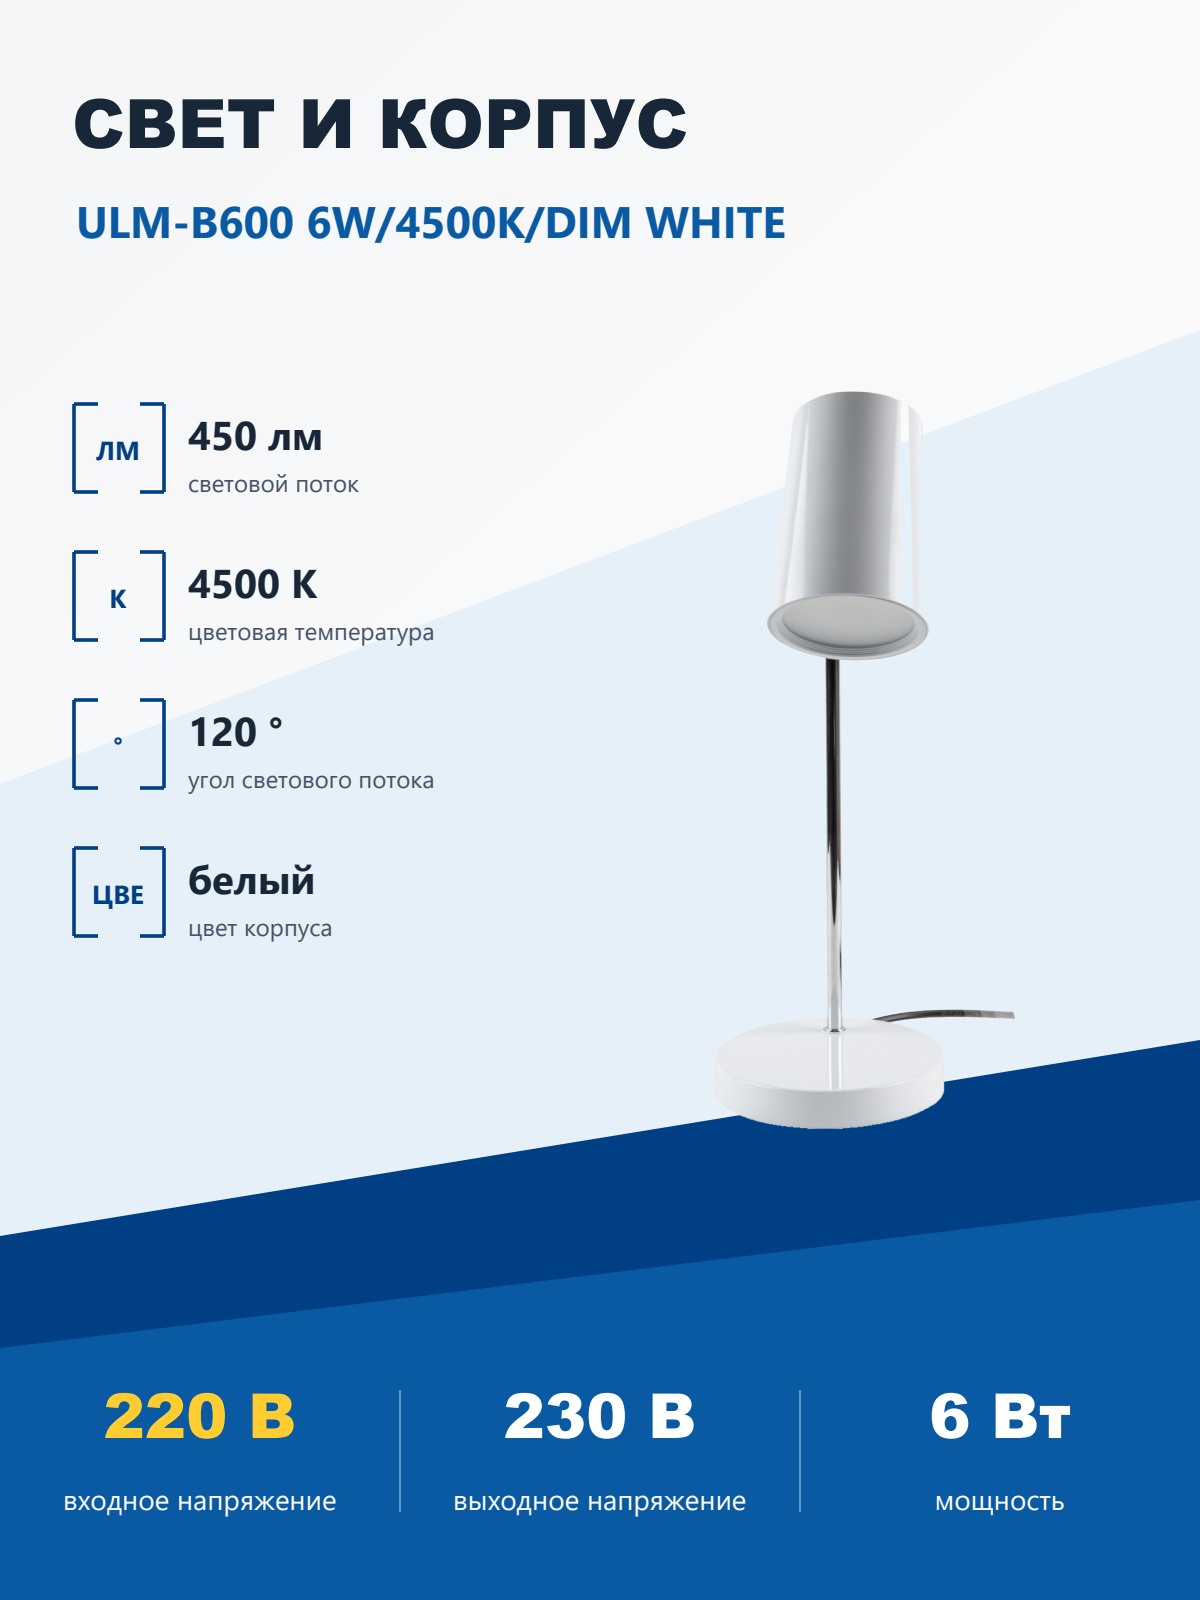 СВЕТ И КОРПУС
ULM-B600 6W/4500K/DIM WHITE
ЛМ
450 лм
световой поток
К
4500 К
цветовая температура
°
120 °
угол светового потока
ЦВЕ
белый
цвет корпуса
220 В
входное напряжение
230 В
выходное напряжение
6 Вт
мощность